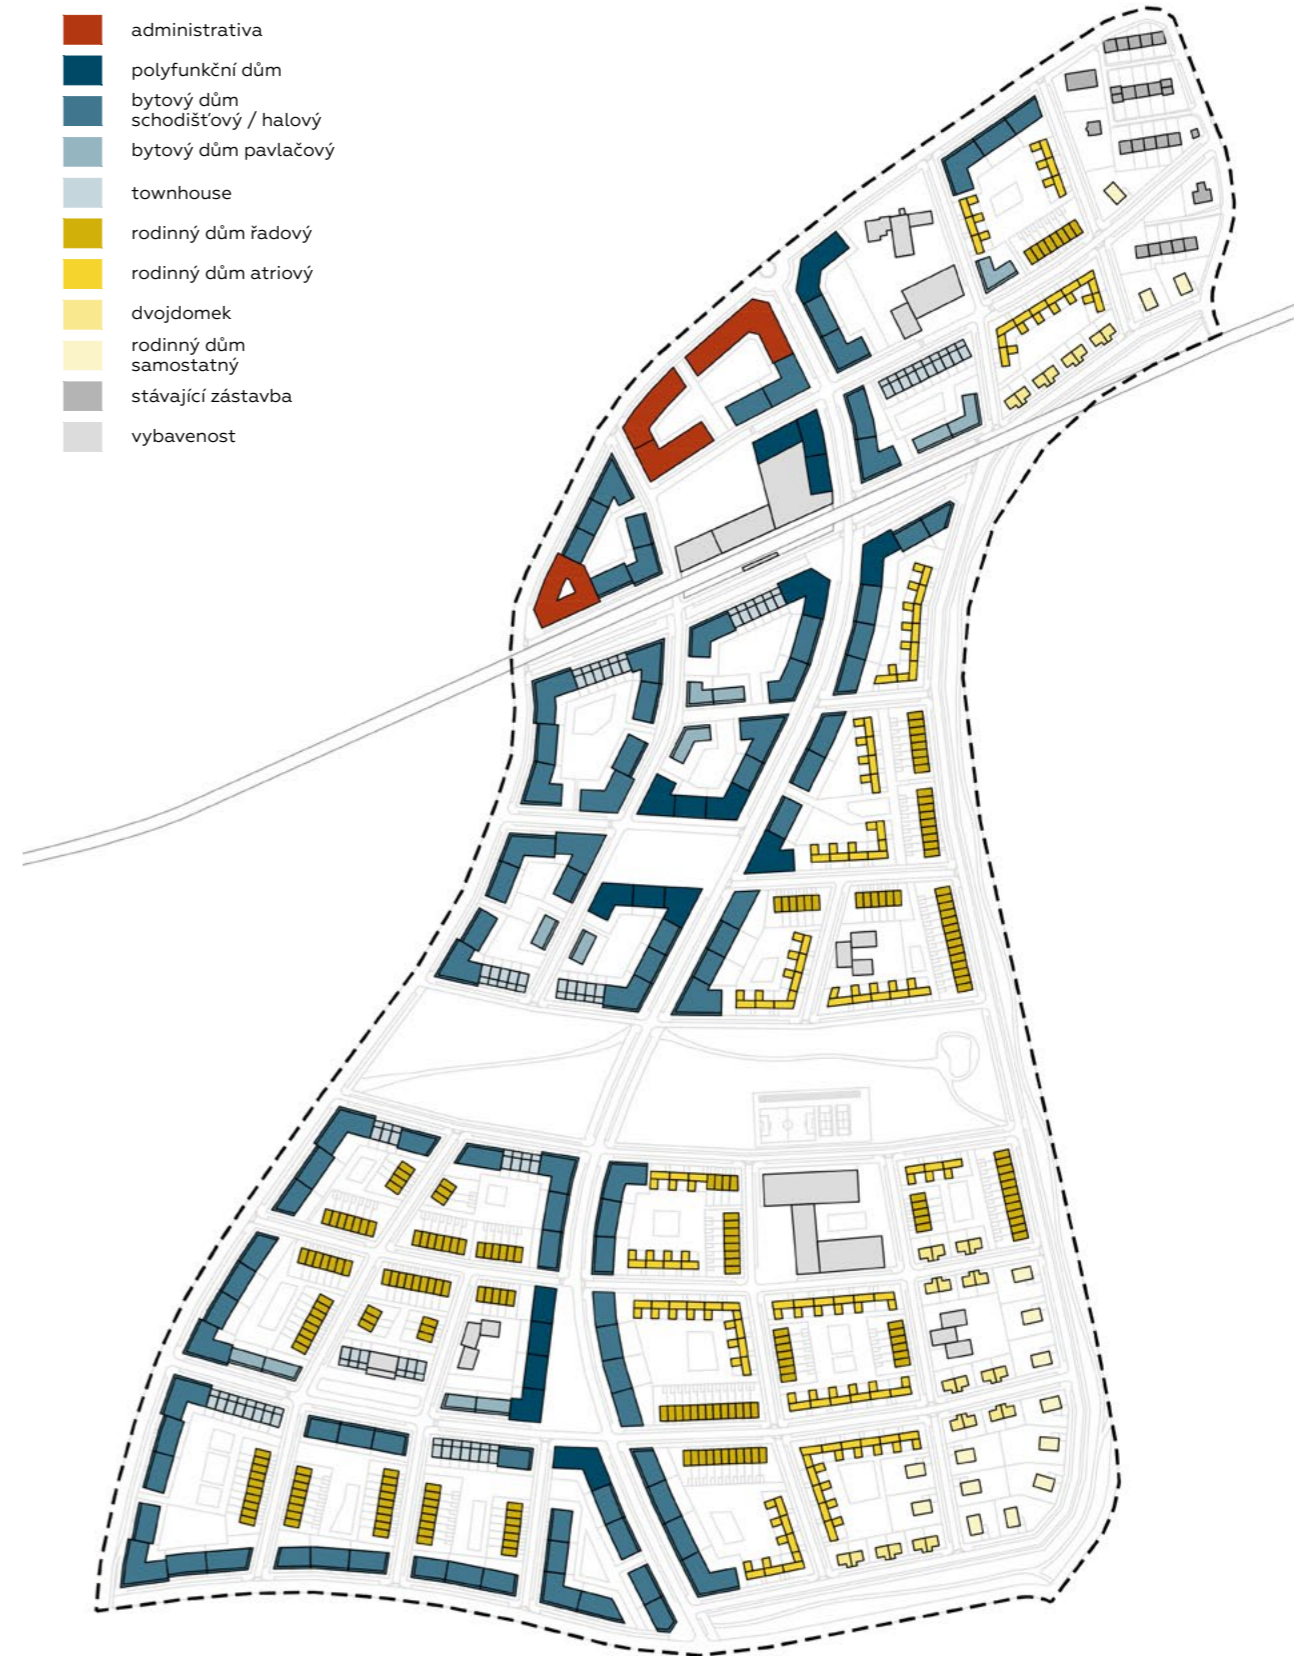 administrativa
polyfunkční dům
bytový dům
schodišťový / halový
bytový dům pavlačový
townhouse
rodinný dům řadový
rodinný dům atriový
dvojdomek
rodinný dům
samostatný
stávající zástavba
vybavenost